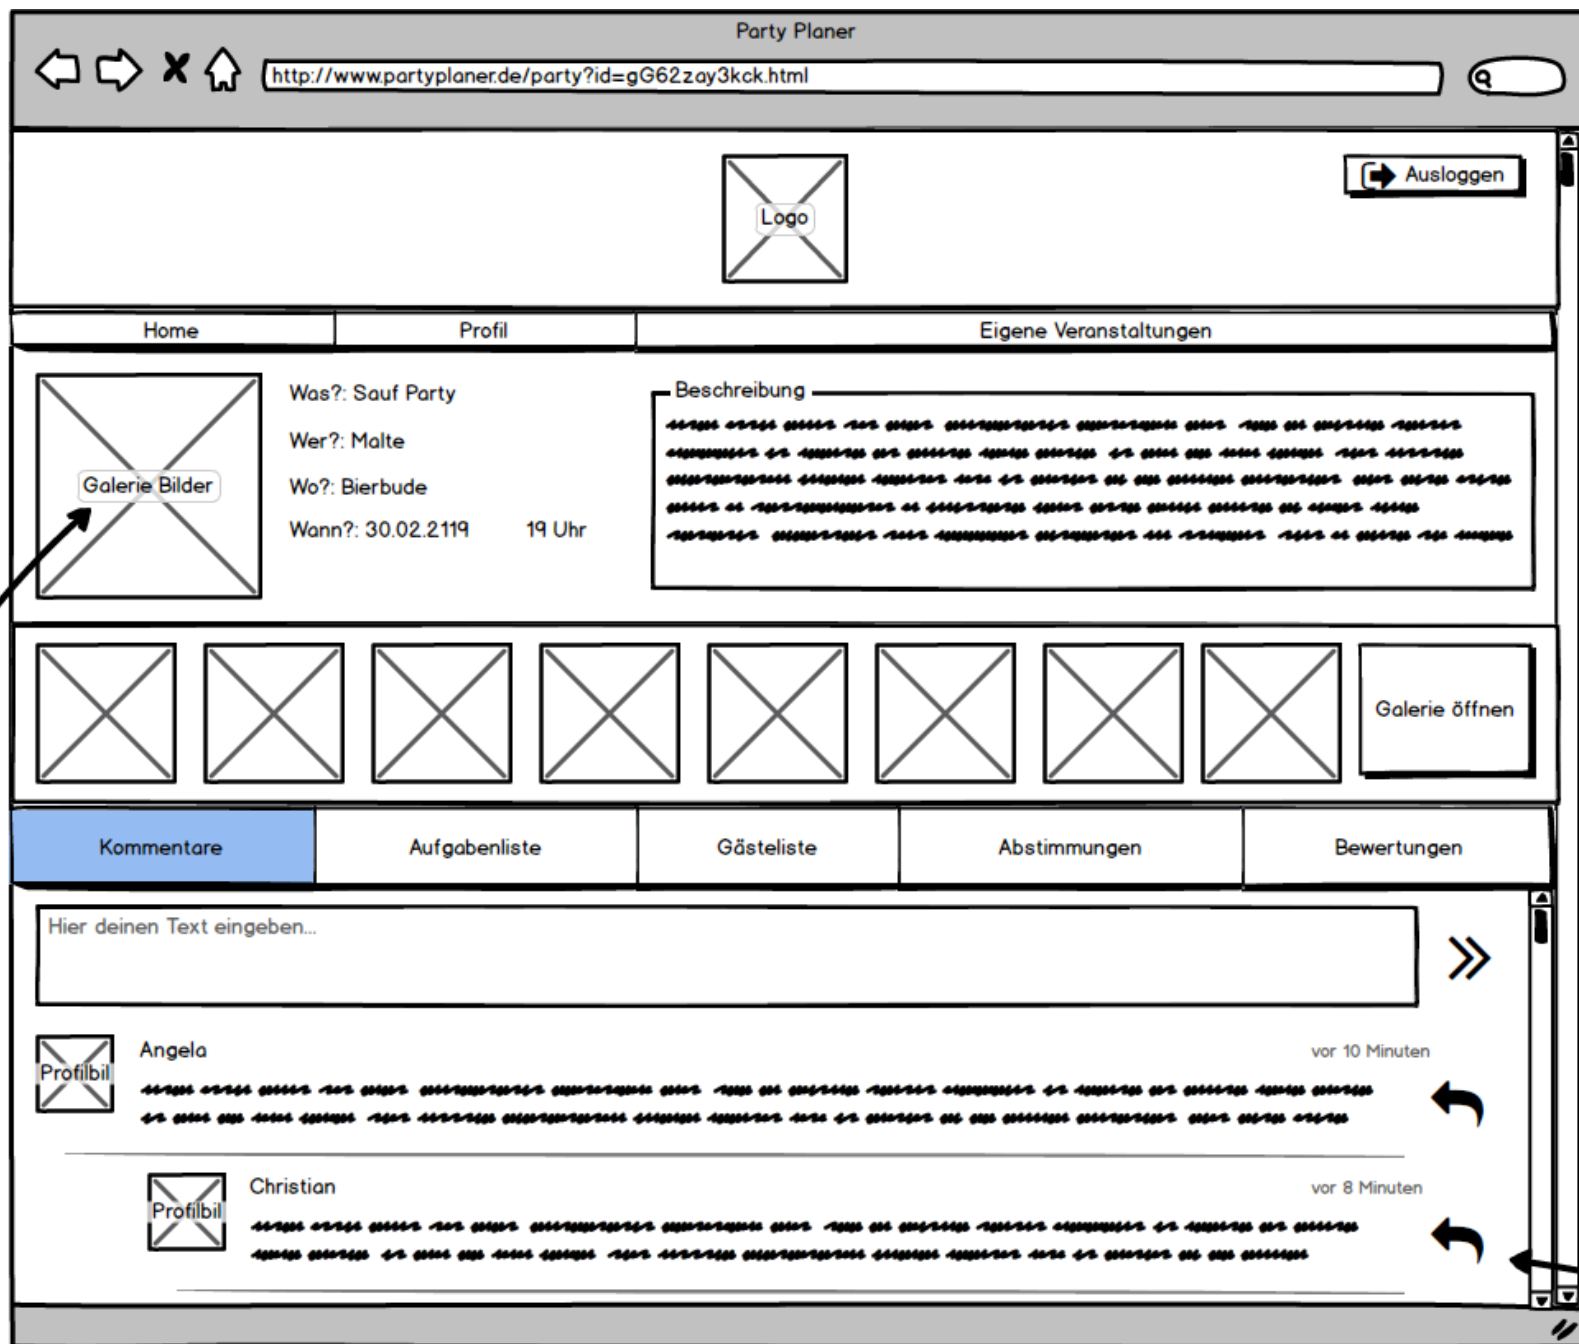 Party Planer
http://www.partyplaner.de/party?id=gG62zay3kck.html
Ausloggen
Logo
Home
Profil
Eigene Veranstaltungen
Galerie Bilder
Was?: Sauf Party
Wer?: Malte
Wo?: Bierbude
Wann?: 30.02.2119 19 Uhr
Beschreibung
Galerie öffnen
Kommentare
Aufgabenliste
Gästeliste
Abstimmungen
Bewertungen
Hier deinen Text eingeben...
Profilbil
Angela
vor 10 Minuten
Profilbil
Christian
vor 8 Minuten